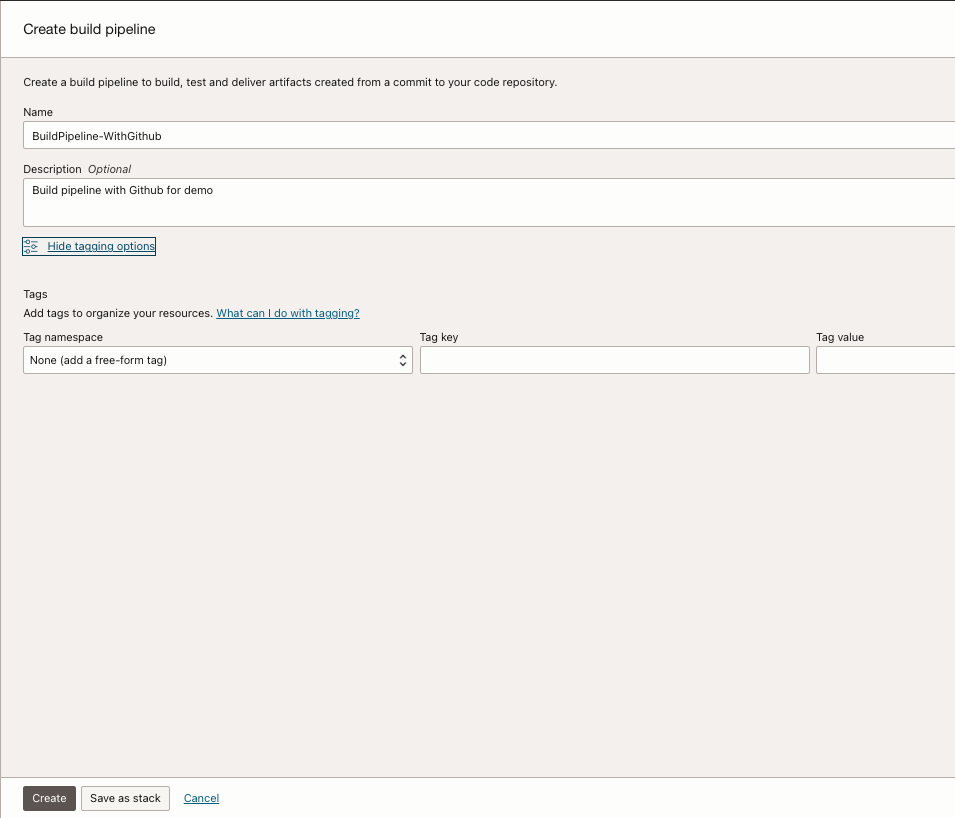 Create build pipeline
Create a build pipeline to build, test and deliver artifacts created from a commit to your code repository.
Name
BuildPipeline-WithGithub
Description Optional
Build pipeline with Github for demo
Hide tagging options
Tags
Add tags to organize your resources. What can I do with tagging?
Tag namespace Tag key Tag value
None (add a free-form tag)
Create Save as stack Cancel